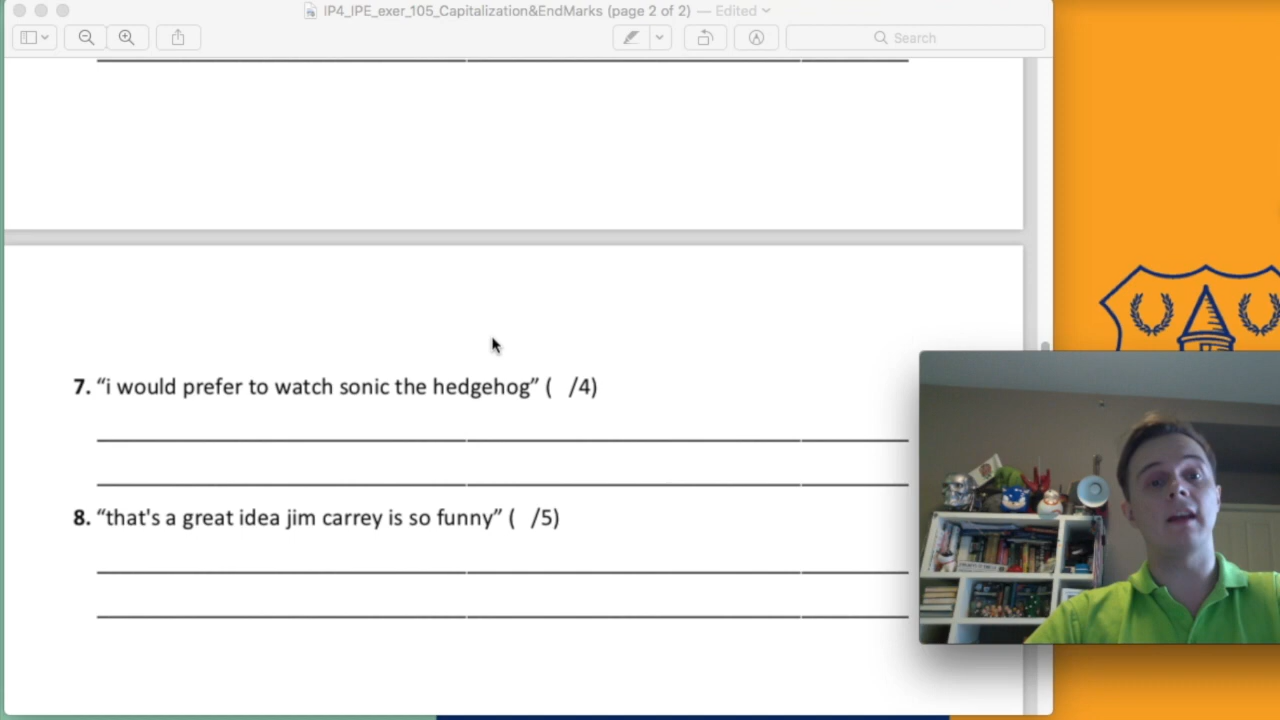 IP4_IPE_exer_105_Capitalization&EndMarks (page 2 of 2) — Edited
Search
7. “i would prefer to watch sonic the hedgehog” ( /4)
8. “that's a great idea jim carrey is so funny” ( /5)